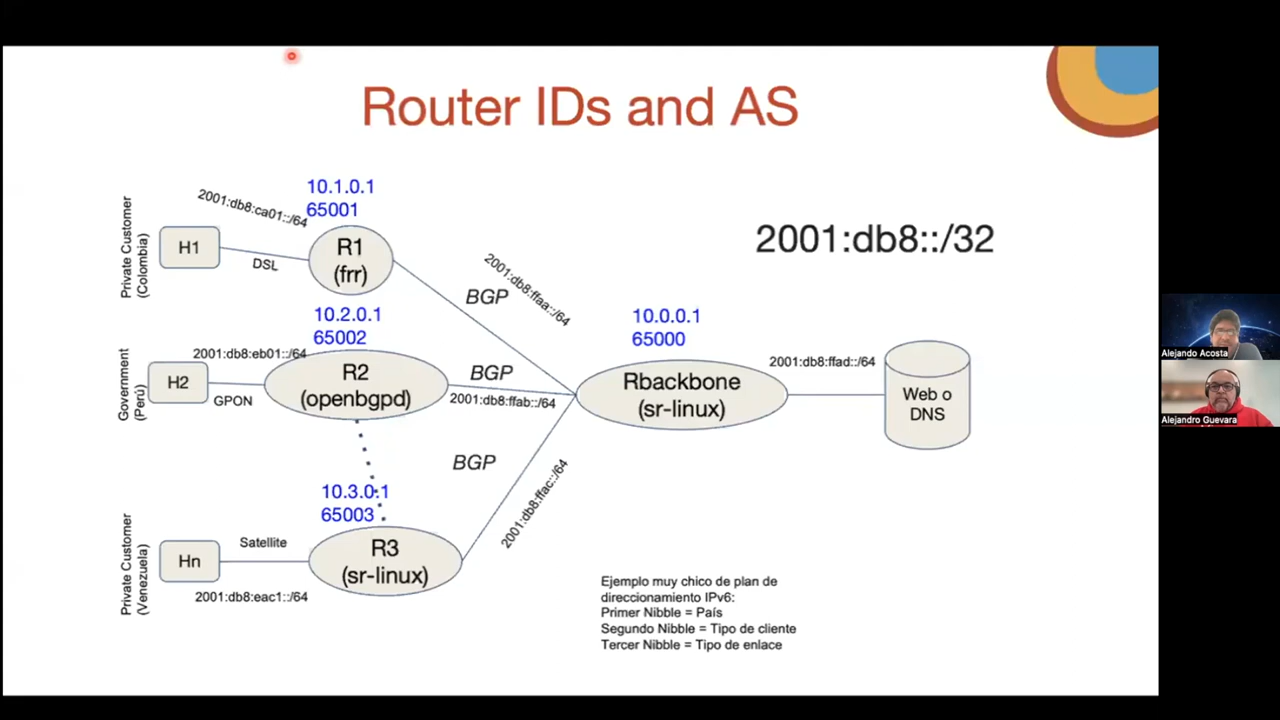 Router IDs and AS
10.1.0.1
65001
2001:db8:ca01::/64
Private Customer
(Colombia)
H1
DSL
R1
(frr)
BGP
2001:db8:ffaa::/64
2001:db8::/32
10.2.0.1
65002
2001:db8:eb01::/64
Government
(Perú)
H2
GPON
R2
(openbgpd)
BGP
2001:db8:ffab::/64
10.0.0.1
65000
Rbackbone
(sr-linux)
2001:db8:ffad::/64
Web o
DNS
BGP
2001:db8:ffac::/64
10.3.0.1
65003
Private Customer
(Venezuela)
Hn
Satellite
2001:db8:eac1::/64
R3
(sr-linux)
Ejemplo muy chico de plan de
direccionamiento IPv6:
Primer Nibble = País
Segundo Nibble = Tipo de cliente
Tercer Nibble = Tipo de enlace
Alejando Acosta
Alejandro Guevara